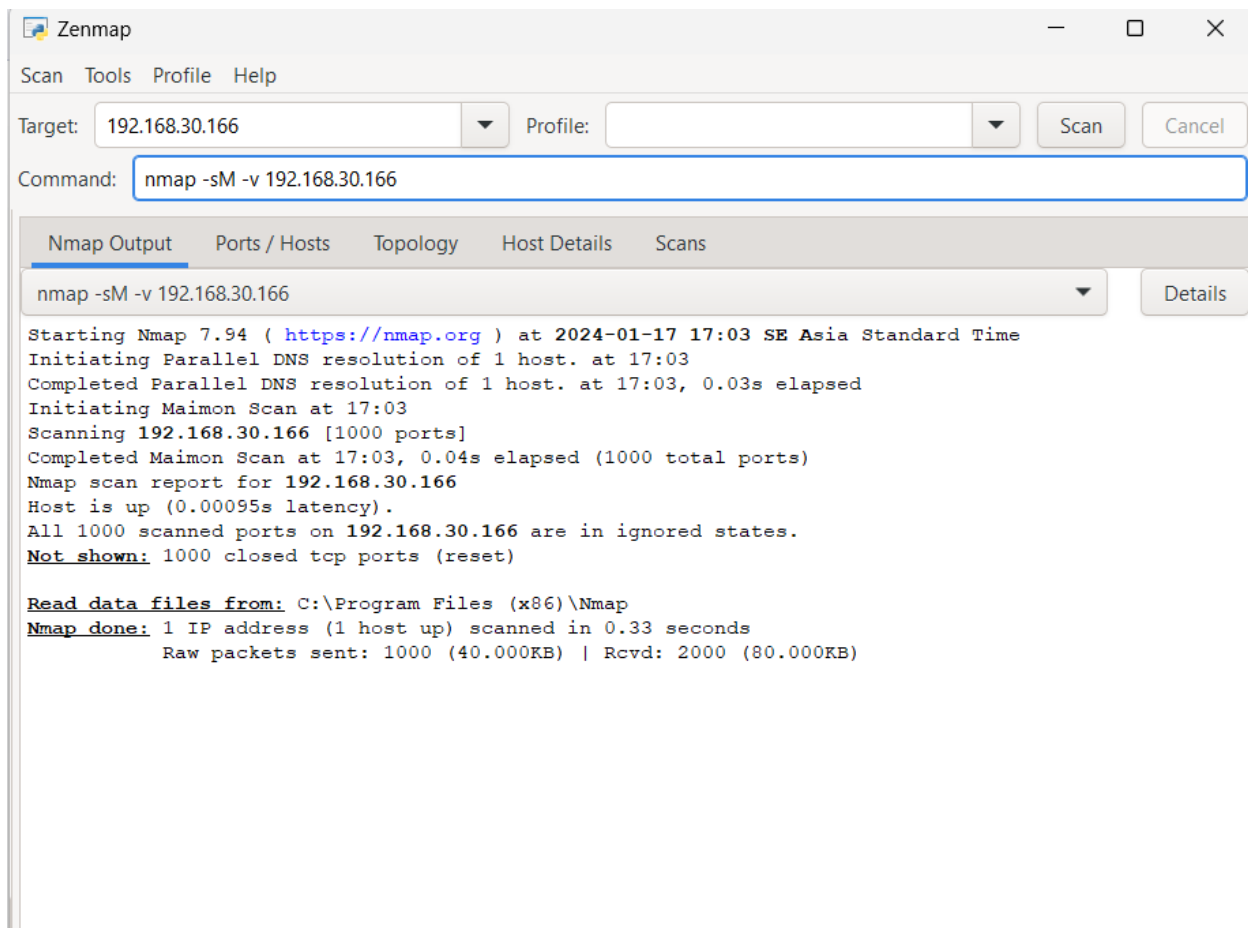 Zenmap
Scan Tools Profile Help
Target: 192.168.30.166 Profile: Scan Cancel
Command: nmap -sM -v 192.168.30.166
Nmap Output Ports / Hosts Topology Host Details Scans
nmap -sM -v 192.168.30.166 Details
Starting Nmap 7.94 ( https://nmap.org ) at 2024-01-17 17:03 SE Asia Standard Time
Initiating Parallel DNS resolution of 1 host. at 17:03
Completed Parallel DNS resolution of 1 host. at 17:03, 0.03s elapsed
Initiating Maimon Scan at 17:03
Scanning 192.168.30.166 [1000 ports]
Completed Maimon Scan at 17:03, 0.04s elapsed (1000 total ports)
Nmap scan report for 192.168.30.166
Host is up (0.00095s latency).
All 1000 scanned ports on 192.168.30.166 are in ignored states.
Not shown: 1000 closed tcp ports (reset)
Read data files from: C:\Program Files (x86)\Nmap
Nmap done: 1 IP address (1 host up) scanned in 0.33 seconds
Raw packets sent: 1000 (40.000KB) | Rcvd: 2000 (80.000KB)